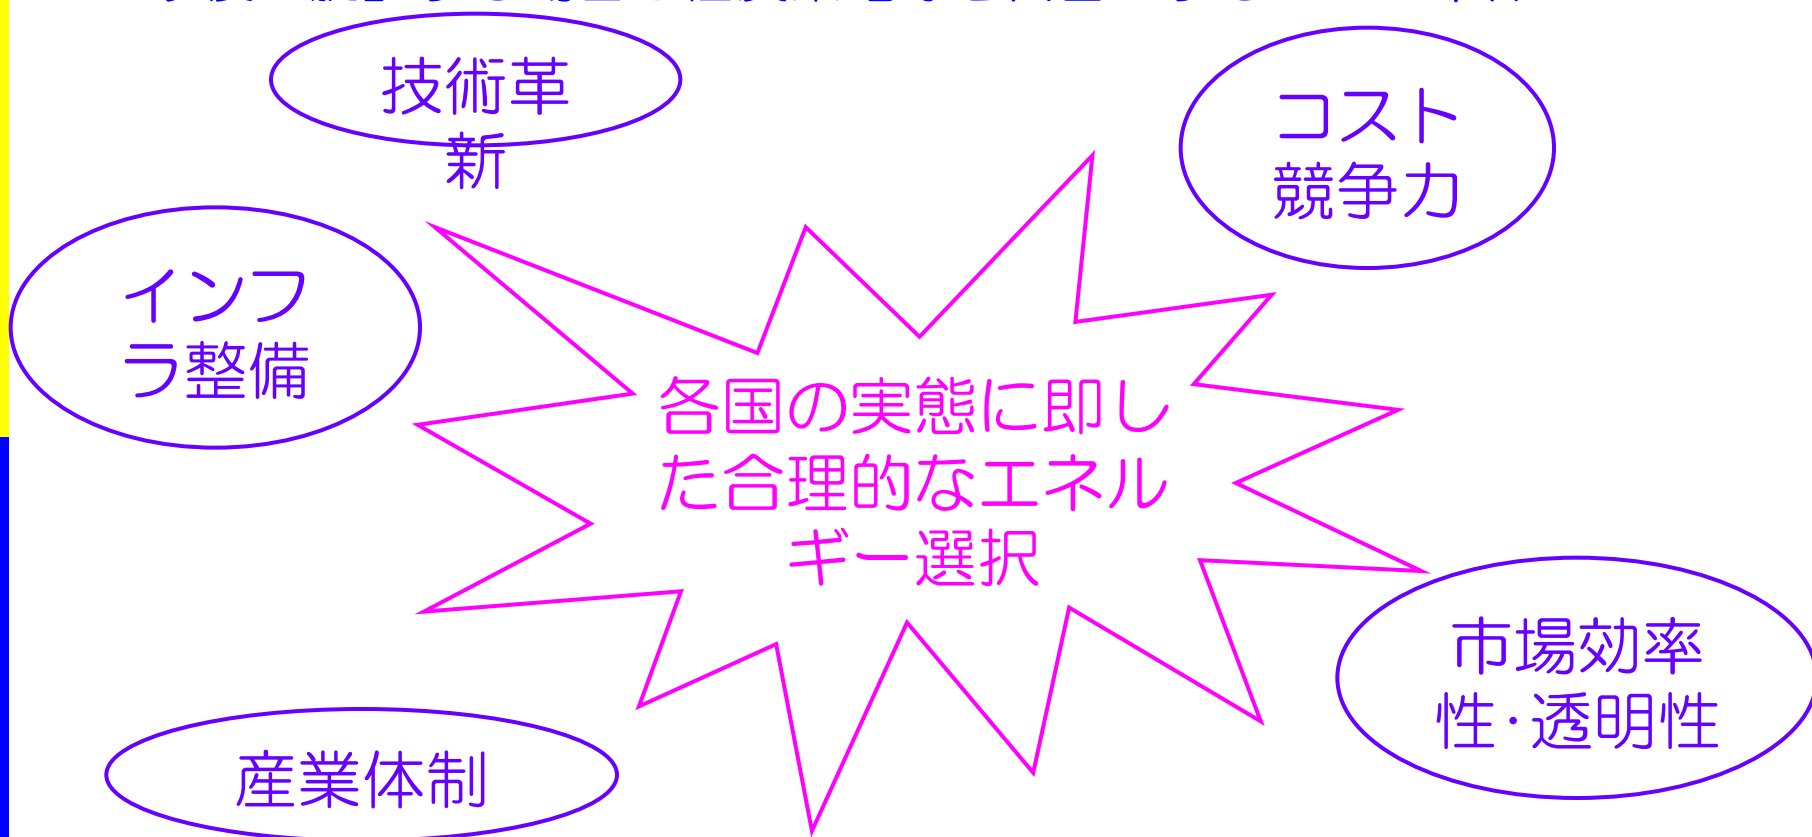 技術革
新
コスト
競争力
インフ
ラ整備
各国の実態に即し
た合理的なエネル
ギー選択
市場効率
性・透明性
産業体制